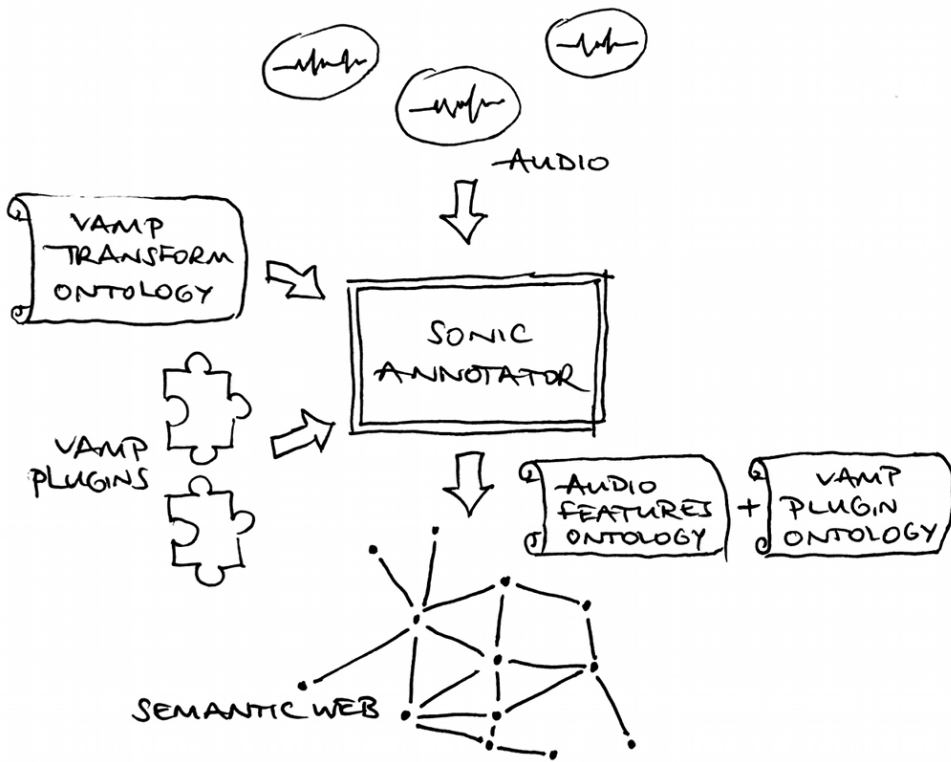 AUDIO
VAMP
TRANSFORM
ONTOLOGY
SONIC
ANNOTATOR
VAMP
PLUGINS
AUDIO
FEATURES
ONTOLOGY
+
VAMP
PLUGIN
ONTOLOGY
SEMANTIC WEB